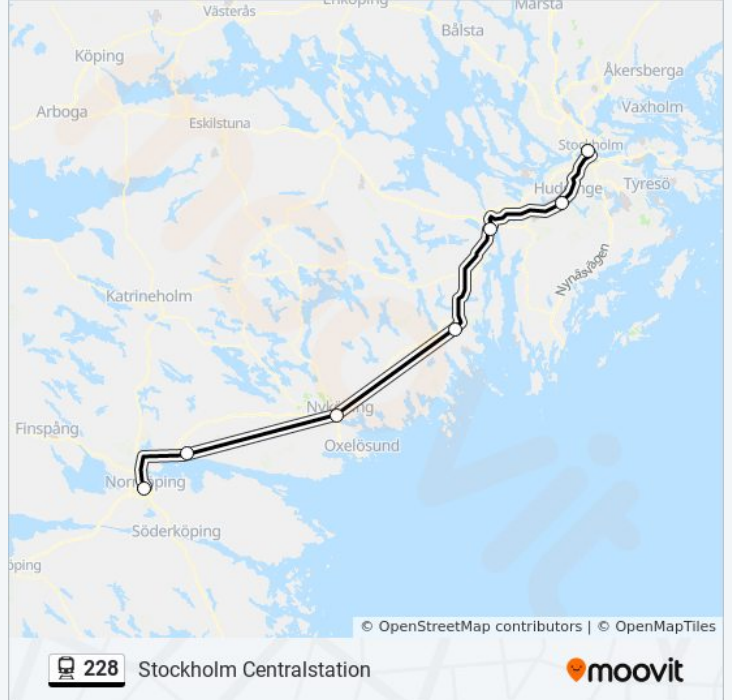 Västerås
Enköping
Märsta
Bålsta
Köping
Åkersberga
Arboga
Vaxholm
Eskilstuna
Stockholm
Huddinge
Tyresö
Nynäsvägen
Katrineholm
Nyköping
Finspång
Oxelösund
Norrköping
Söderköping
öping
© OpenStreetMap contributors | © OpenMapTiles
228 Stockholm Centralstation
moovit